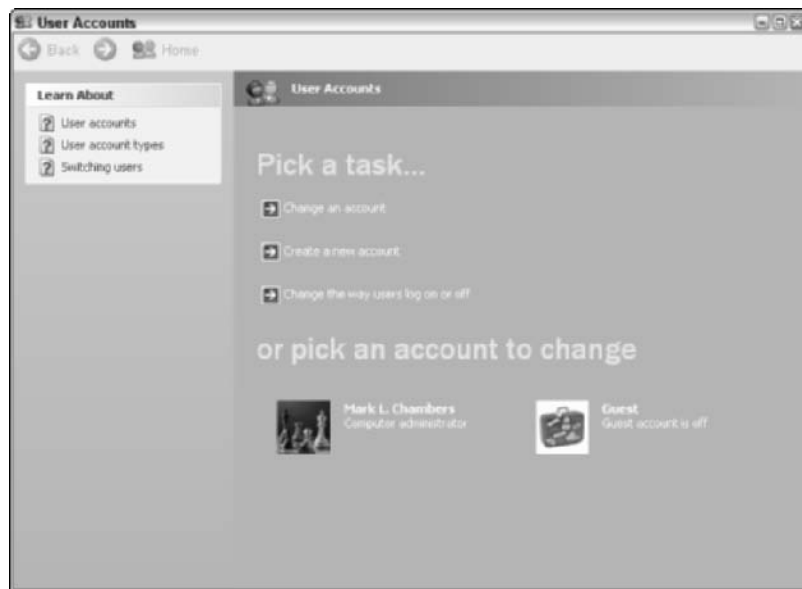 User Accounts
Back Home
Learn About
User accounts
User account types
Switching users
User Accounts
Pick a task...
Change an account
Create a new account
Change the way users log on or off
or pick an account to change
Mark L. Chambers
Computer administrator
Guest
Guest account is off